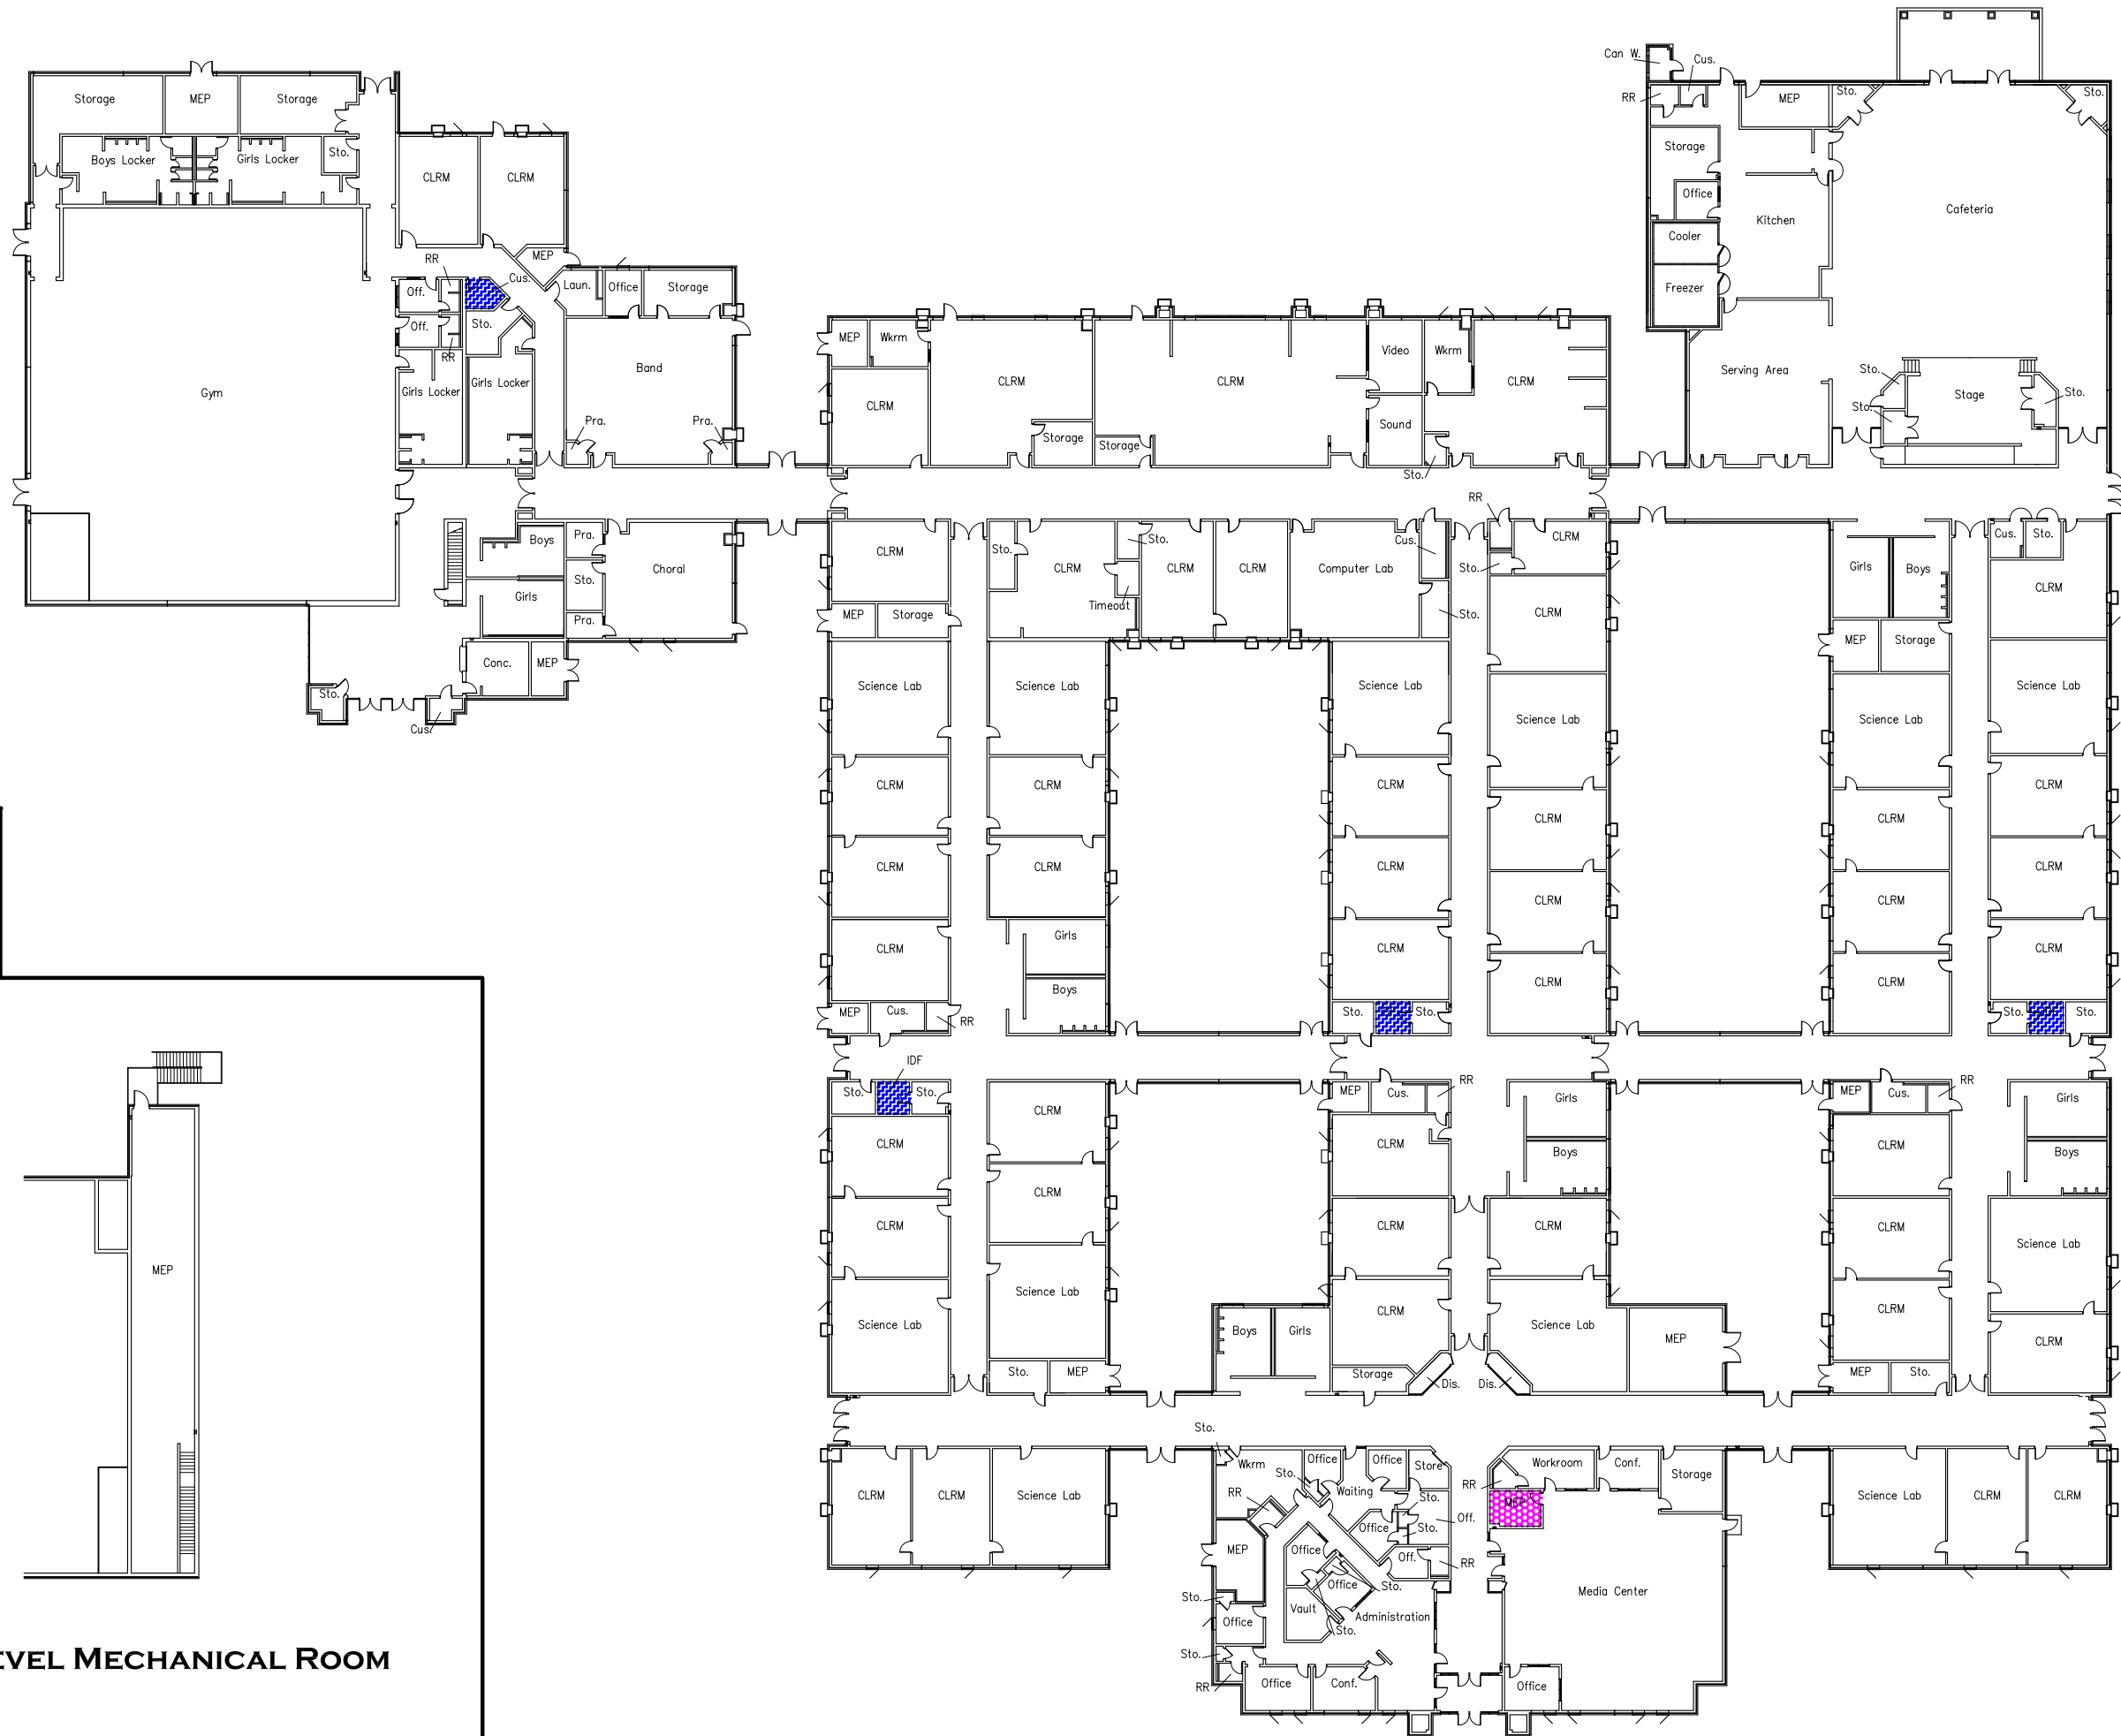 Can W.
Cus.
RR
MEP
Sto.
Sto.
Storage
MEP
Storage
Boys Locker
Girls Locker
Sto.
CLRM
CLRM
Storage
Office
Kitchen
Cafeteria
Cooler
Freezer
MEP
RR
Cus.
Off.
Laun.
Office
Storage
Off.
Sto.
RR
Gym
Girls Locker
Girls Locker
Band
Pra.
Pra.
MEP
Wkrm
CLRM
CLRM
Storage
CLRM
Storage
Video
Wkrm
CLRM
Sound
Sto.
Serving Area
Sto.
Stage
Sto.
Sto.
RR
Boys
Pra.
Sto.
Choral
Girls
Pra.
Conc.
MEP
Sto.
Cus.
CLRM
Sto.
CLRM
Sto.
CLRM
CLRM
Computer Lab
Cus.
Timeout
Sto.
Sto.
CLRM
CLRM
Girls
Boys
Cus.
Sto.
CLRM
MEP
Storage
MEP
Storage
Science Lab
Science Lab
Science Lab
Science Lab
Science Lab
Science Lab
CLRM
CLRM
CLRM
CLRM
CLRM
CLRM
CLRM
CLRM
CLRM
CLRM
CLRM
CLRM
CLRM
Girls
CLRM
CLRM
CLRM
CLRM
Boys
MEP
Cus.
RR
Sto.
Sto.
Sto.
Sto.
IDF
Sto.
Sto.
CLRM
MEP
Cus.
RR
Girls
MEP
Cus.
RR
Girls
CLRM
CLRM
Boys
CLRM
Boys
CLRM
CLRM
CLRM
CLRM
CLRM
Science Lab
Science Lab
Science Lab
Boys
Girls
CLRM
Science Lab
MEP
CLRM
CLRM
Sto.
MEP
Storage
Dis.
Dis.
MEP
Sto.
Sto.
Wkrm
Office
Office
Store
Sto.
Waiting
RR
Sto.
Office
Off.
Sto.
RR
Workroom
Conf.
Storage
MEP
CLRM
CLRM
Science Lab
Science Lab
CLRM
CLRM
MEP
Office
Off.
RR
Office
Sto.
Sto.
Vault
Administration
Media Center
Office
Sto.
Sto.
RR
Office
Conf.
Office
MEP
EVEL MECHANICAL ROOM